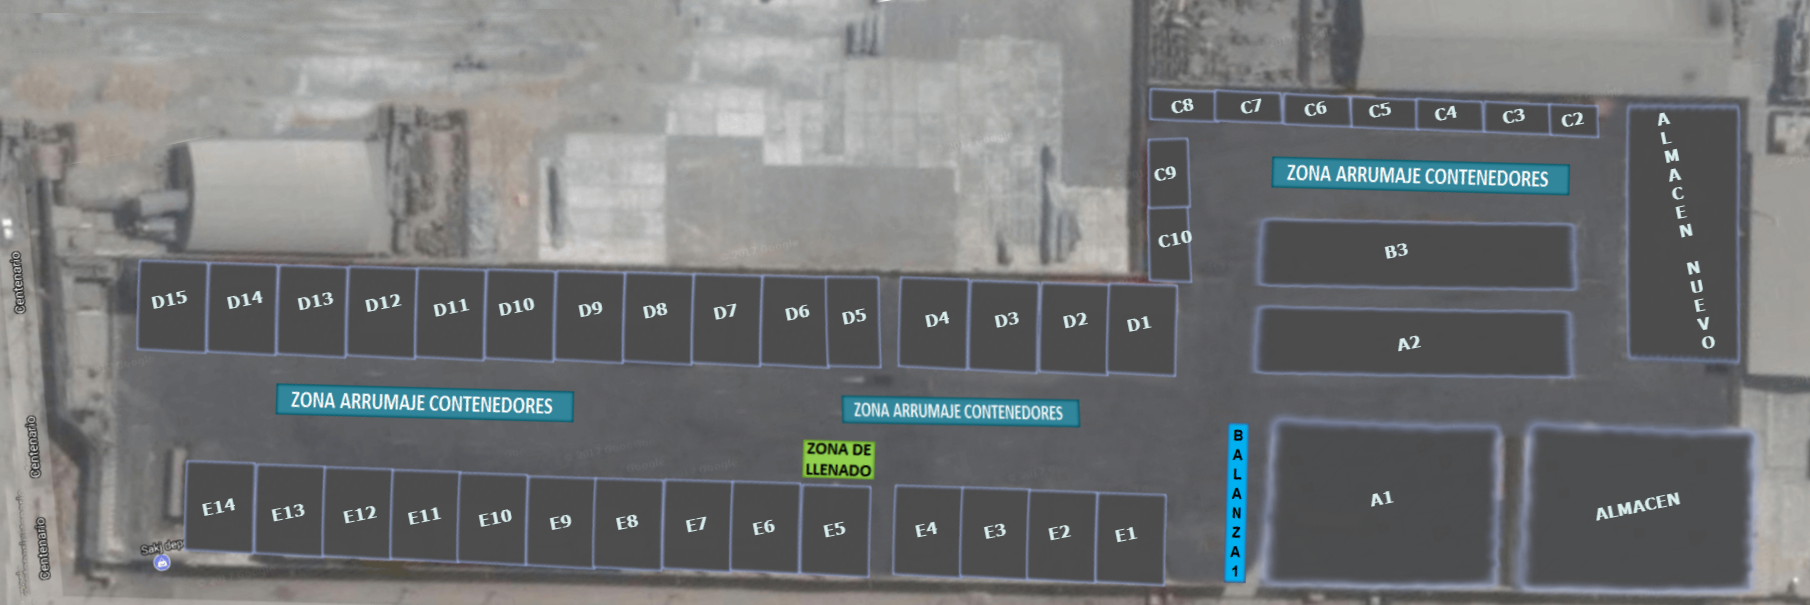 C8
C7
C6
C5
C4
C3
C2
C9
C10
ZONA ARRUMAJE CONTENEDORES
B3
A2
ALMACEN NUEVO
D15
D14
D13
D12
D11
D10
D9
D8
D7
D6
D5
D4
D3
D2
D1
ZONA ARRUMAJE CONTENEDORES
ZONA ARRUMAJE CONTENEDORES
ZONA DE
LLENADO
E14
E13
E12
E11
E10
E9
E8
E7
E6
E5
E4
E3
E2
E1
BALANZA1
A1
ALMACEN
Centenario
Centenario
Centenario